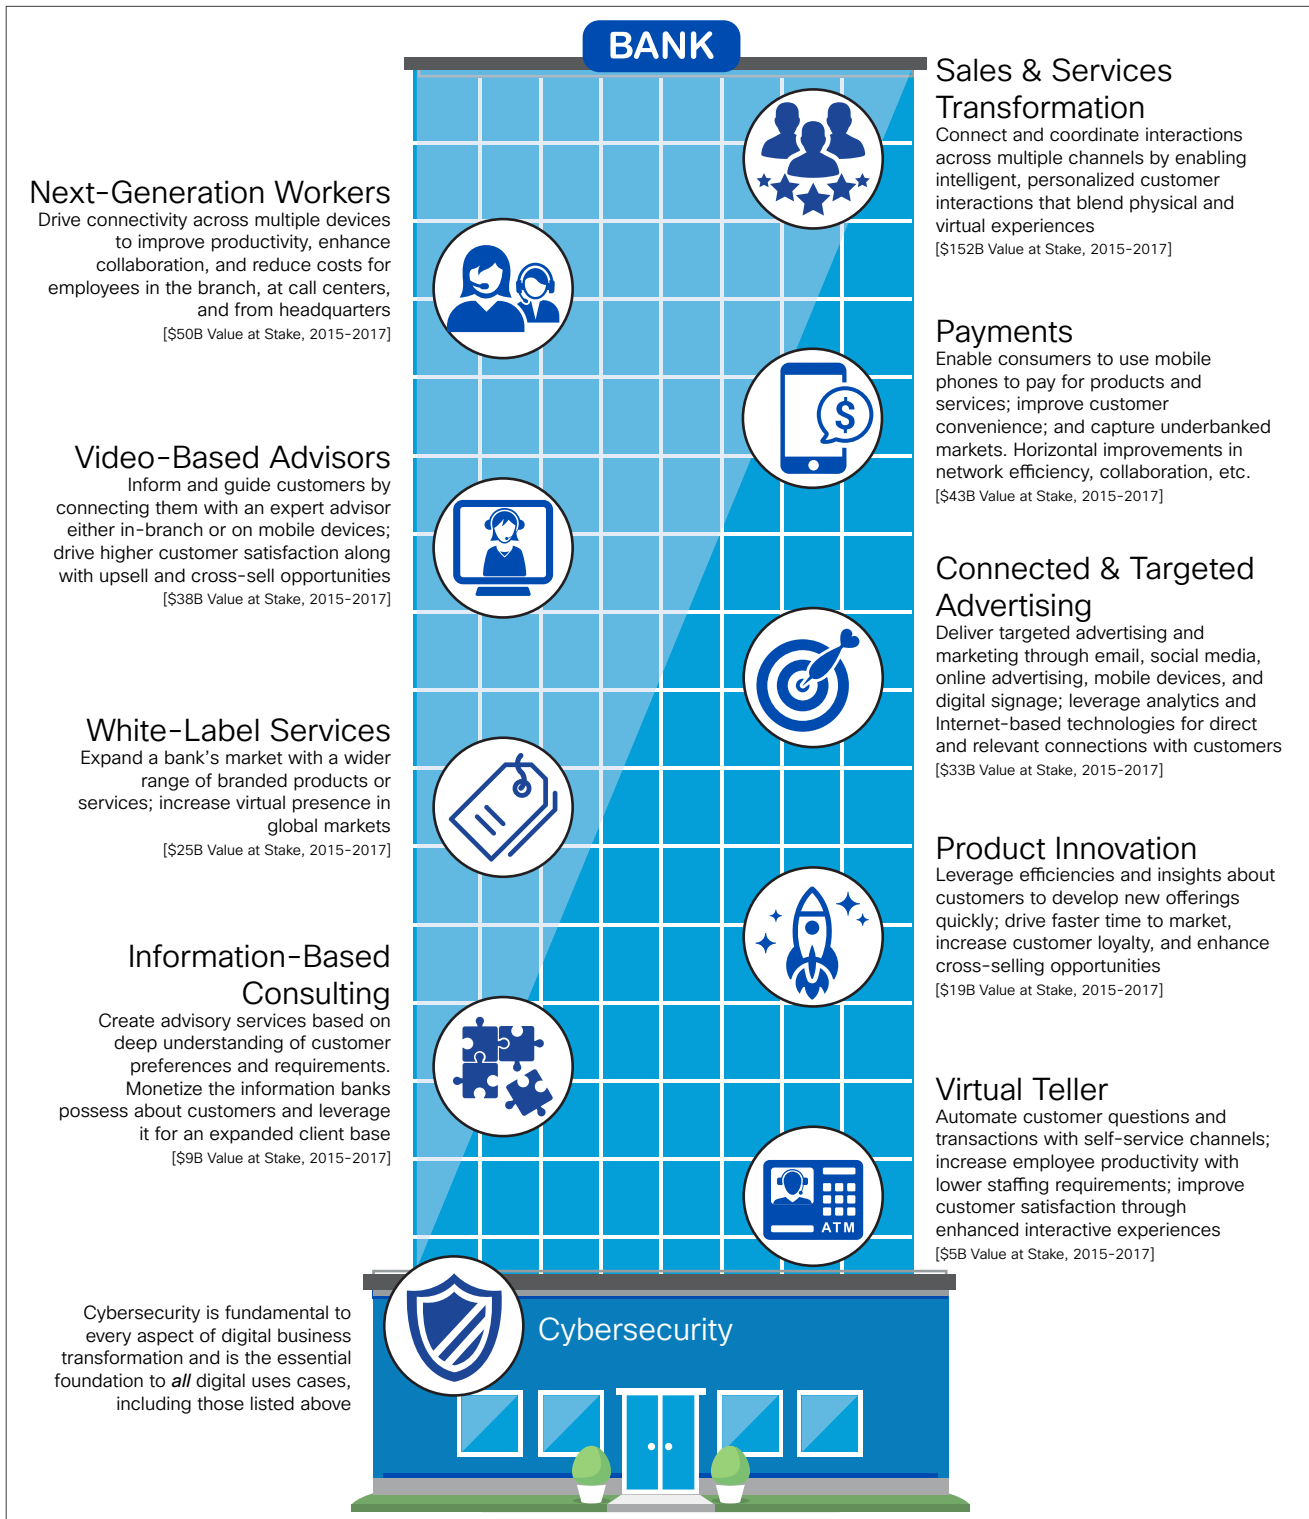 BANK
Sales & Services
Transformation
Connect and coordinate interactions
across multiple channels by enabling
intelligent, personalized customer
interactions that blend physical and
virtual experiences
[$152B Value at Stake, 2015-2017]
Next-Generation Workers
Drive connectivity across multiple devices
to improve productivity, enhance
collaboration, and reduce costs for
employees in the branch, at call centers,
and from headquarters
[$50B Value at Stake, 2015-2017]
Payments
Enable consumers to use mobile
phones to pay for products and
services; improve customer
convenience; and capture underbanked
markets. Horizontal improvements in
network efficiency, collaboration, etc.
[$43B Value at Stake, 2015-2017]
$
Video-Based Advisors
Inform and guide customers by
connecting them with an expert advisor
either in-branch or on mobile devices;
drive higher customer satisfaction along
with upsell and cross-sell opportunities
[$38B Value at Stake, 2015-2017]
Connected & Targeted
Advertising
Deliver targeted advertising and
marketing through email, social media,
online advertising, mobile devices, and
digital signage; leverage analytics and
Internet-based technologies for direct
and relevant connections with customers
[$33B Value at Stake, 2015-2017]
White-Label Services
Expand a bank's market with a wider
range of branded products or
services; increase virtual presence in
global markets
[$25B Value at Stake, 2015-2017]
Product Innovation
Leverage efficiencies and insights about
customers to develop new offerings
quickly; drive faster time to market,
increase customer loyalty, and enhance
cross-selling opportunities
[$19B Value at Stake, 2015-2017]
Information-Based
Consulting
Create advisory services based on
deep understanding of customer
preferences and requirements.
Monetize the information banks
possess about customers and leverage
it for an expanded client base
[$9B Value at Stake, 2015-2017]
Virtual Teller
Automate customer questions and
transactions with self-service channels;
increase employee productivity with
lower staffing requirements; improve
customer satisfaction through
enhanced interactive experiences
[$5B Value at Stake, 2015-2017]
ATM
Cybersecurity is fundamental to
every aspect of digital business
transformation and is the essential
foundation to all digital uses cases,
including those listed above
Cybersecurity